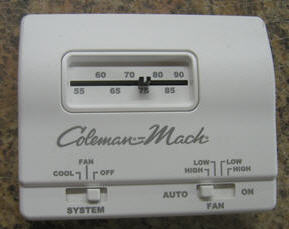 60 70 80 90
55 65 75 85
Coleman-Mach
FAN
COOL OFF
SYSTEM
LOW LOW
HIGH HIGH
AUTO ON
FAN